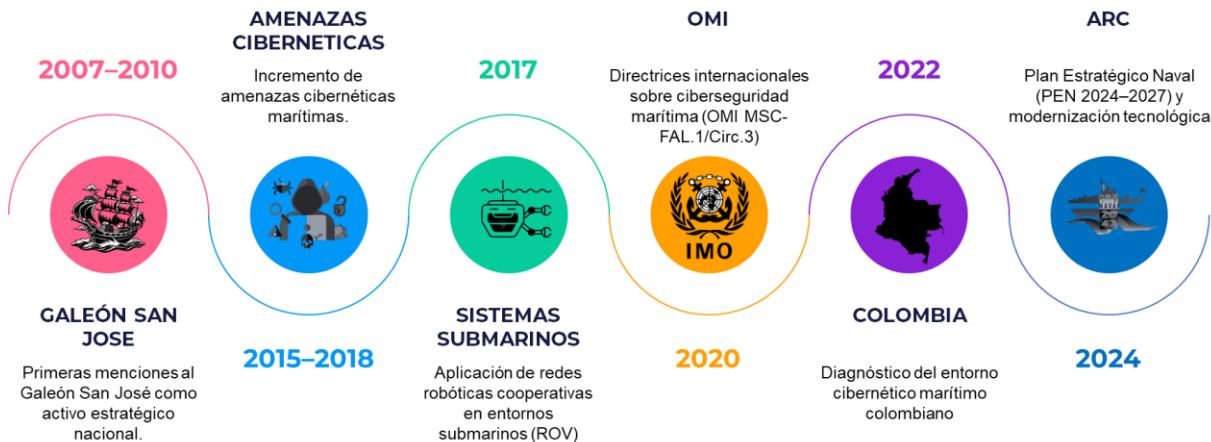 2007–2010
GALEÓN SAN
JOSE
Primeras menciones al
Galeón San José como
activo estratégico
nacional.
AMENAZAS
CIBERNETICAS
Incremento de
amenazas cibernéticas
marítimas.
2015–2018
2017
SISTEMAS
SUBMARINOS
Aplicación de redes
robóticas cooperativas
en entornos
submarinos (ROV)
OMI
Directrices internacionales
sobre ciberseguridad
marítima (OMI MSC-
FAL.1/Circ.3)
IMO
2020
2022
COLOMBIA
Diagnóstico del entorno
cibernético marítimo
colombiano
ARC
Plan Estratégico Naval
(PEN 2024–2027) y
modernización tecnológica
2024